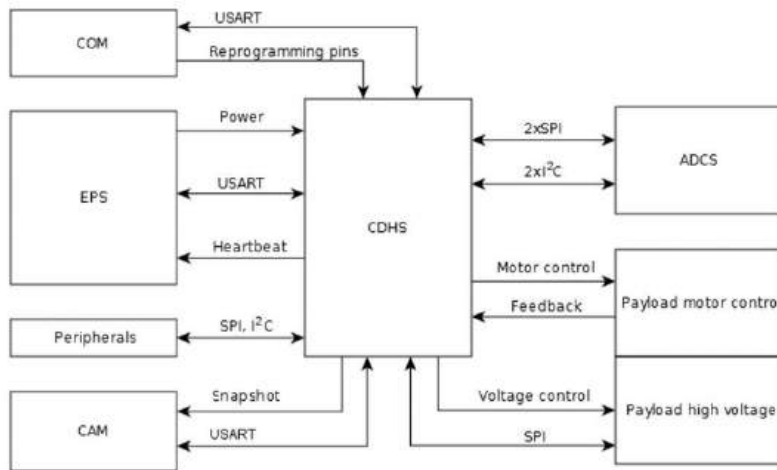 USART
COM
Reprogramming pins
Power
2xSPI
ADCS
2xI²C
EPS
USART
CDHS
Heartbeat
Motor control
Payload motor control
Feedback
Peripherals
SPI, I²C
Snapshot
Voltage control
Payload high voltage
CAM
USART
SPI